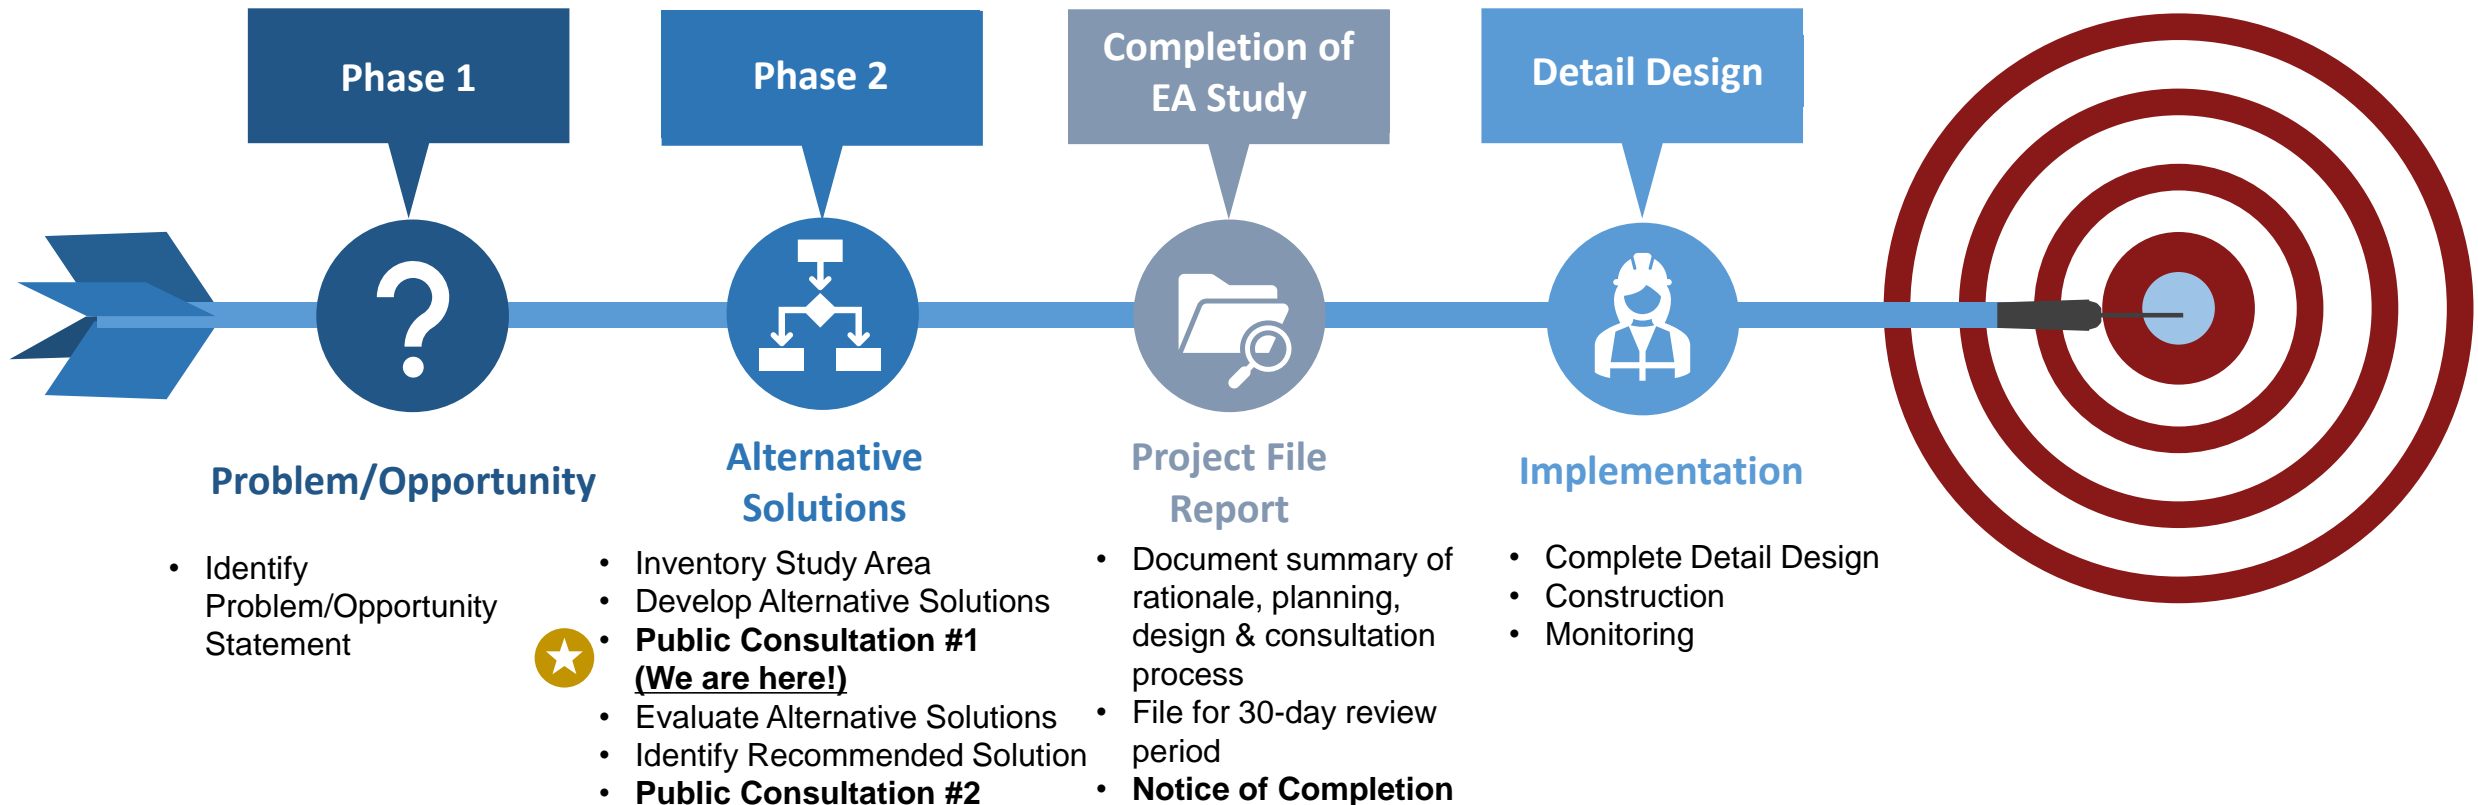 Phase 1
Phase 2
Completion of
EA Study
Detail Design
Problem/Opportunity
• Identify
Problem/Opportunity
Statement
Alternative
Solutions
• Inventory Study Area
• Develop Alternative Solutions
• Public Consultation #1
(We are here!)
• Evaluate Alternative Solutions
• Identify Recommended Solution
• Public Consultation #2
Project File
Report
• Document summary of
rationale, planning,
design & consultation
process
• File for 30-day review
period
• Notice of Completion
Implementation
• Complete Detail Design
• Construction
• Monitoring